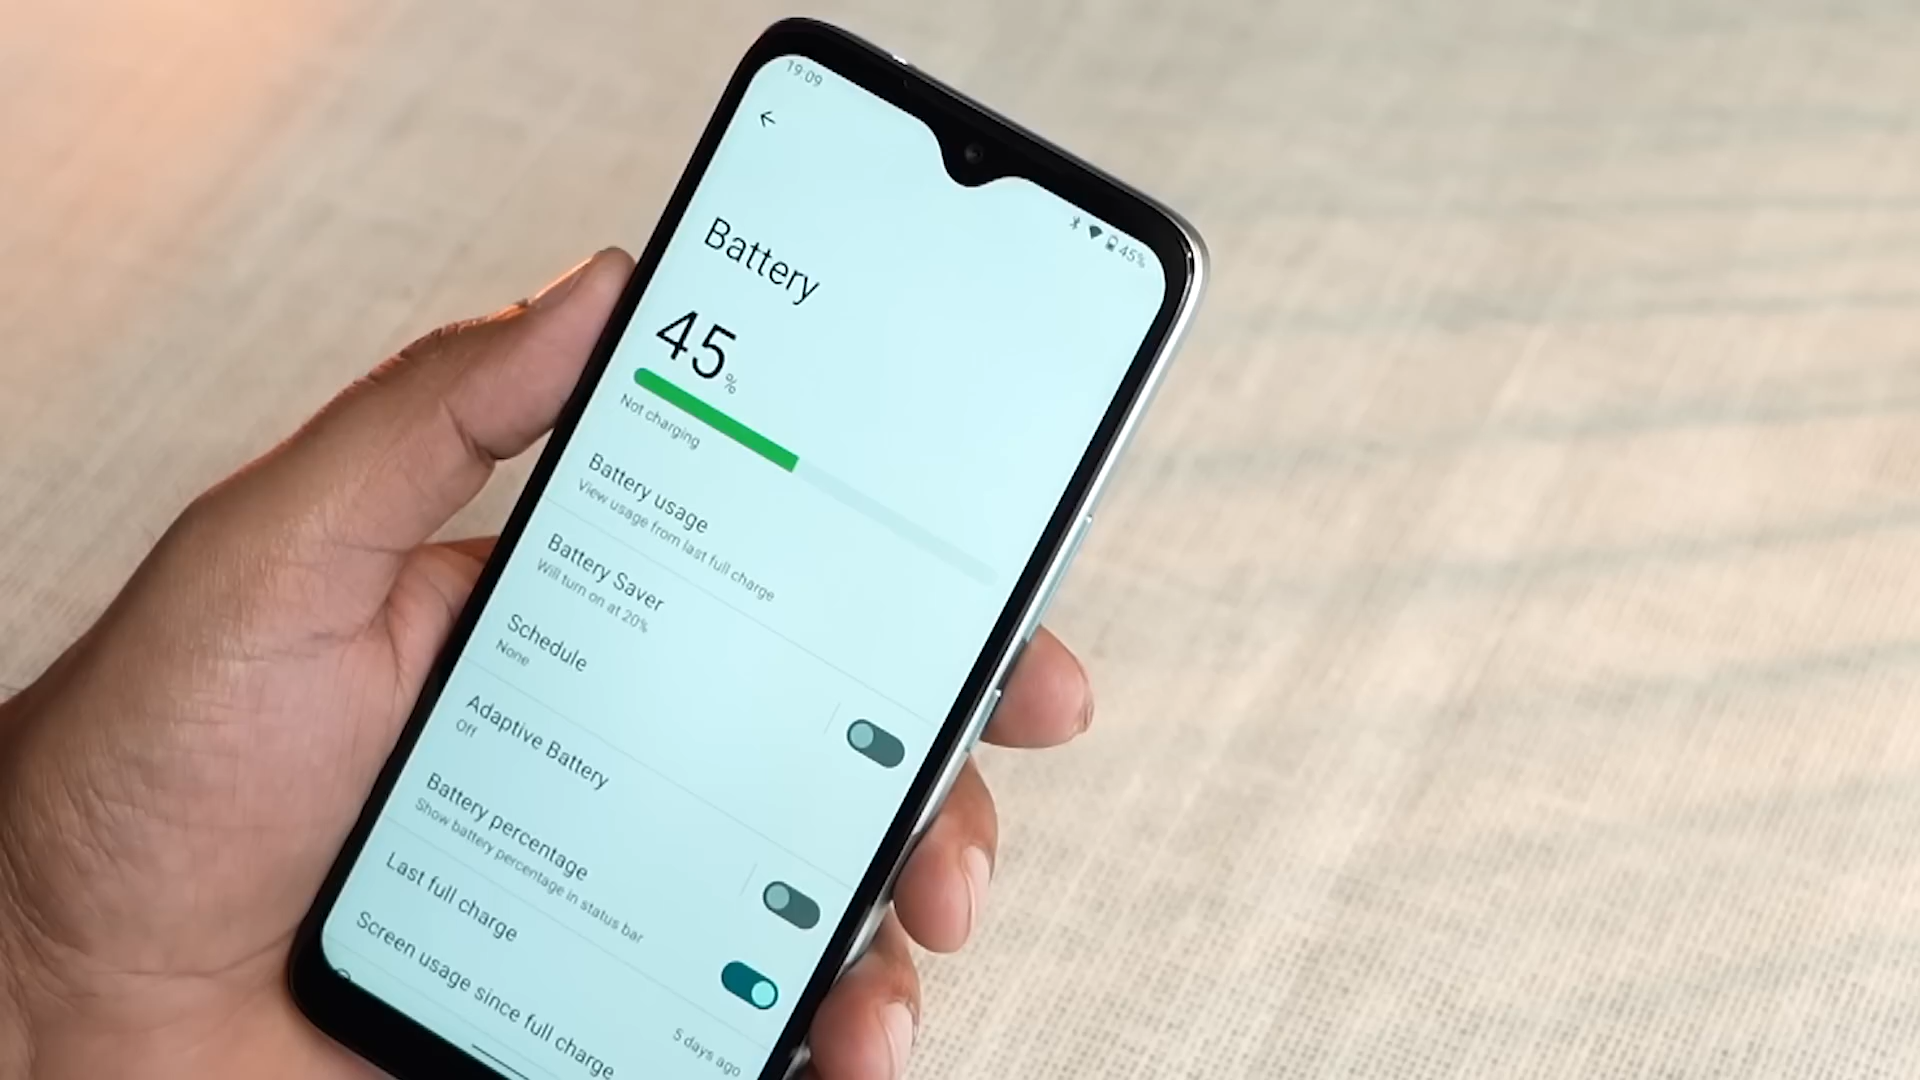 19:09
45%
Battery
45%
Not charging
Battery usage
View usage from last full charge
Battery Saver
Will turn on at 20%
Schedule
None
Adaptive Battery
Off
Battery percentage
Show battery percentage in status bar
Last full charge
5 days ago
Screen usage since full charge